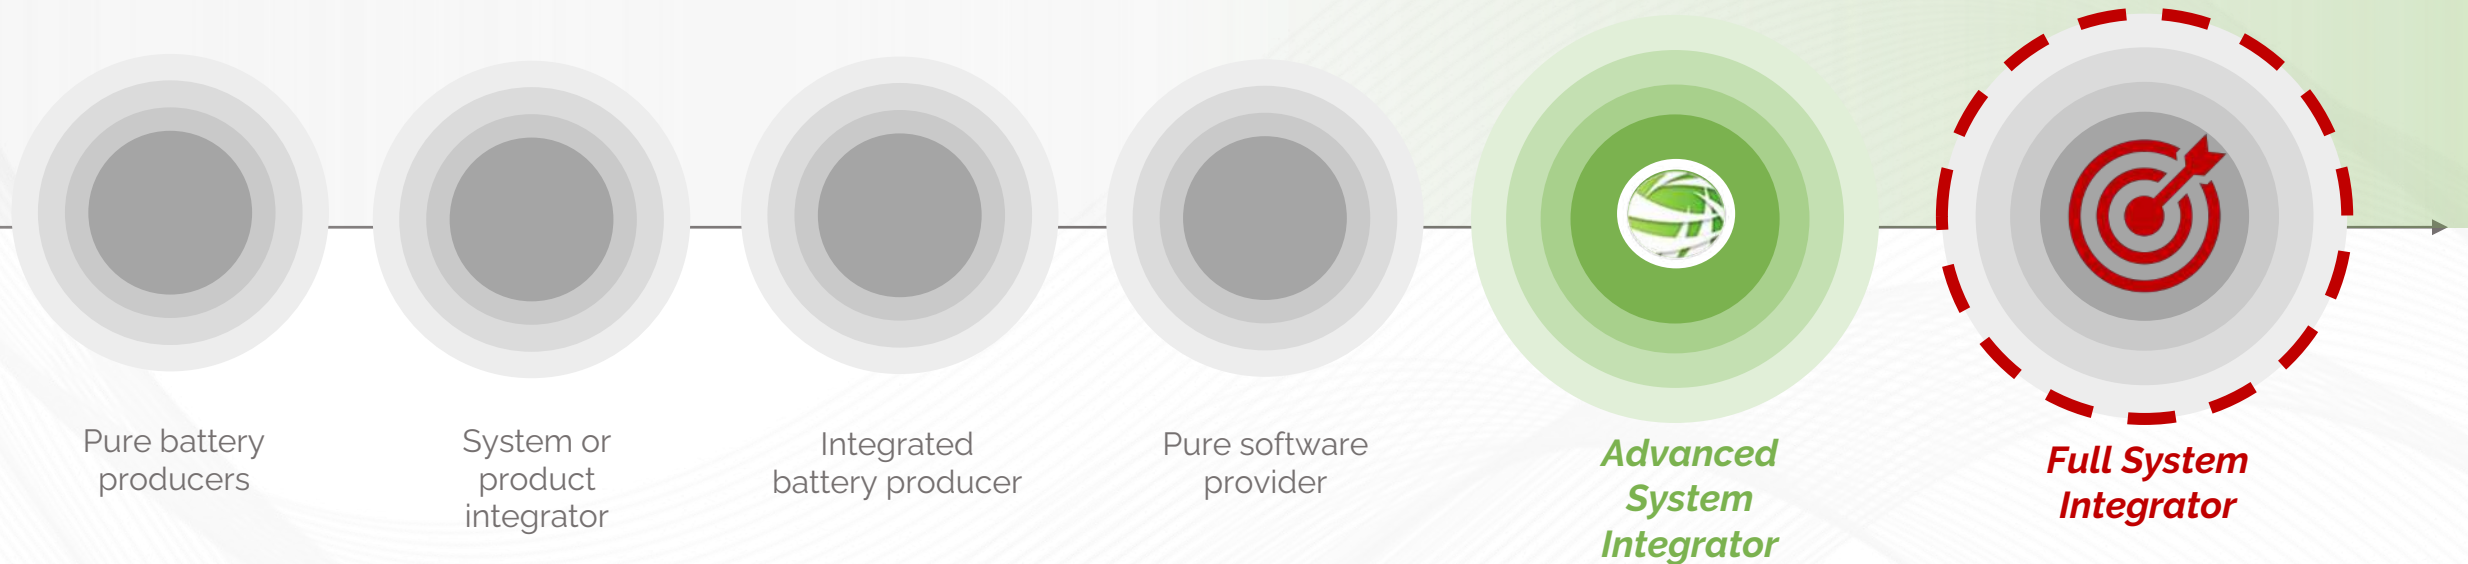 Pure battery
producers
System or
product
integrator
Integrated
battery producer
Pure software
provider
Advanced
System
Integrator
Full System
Integrator